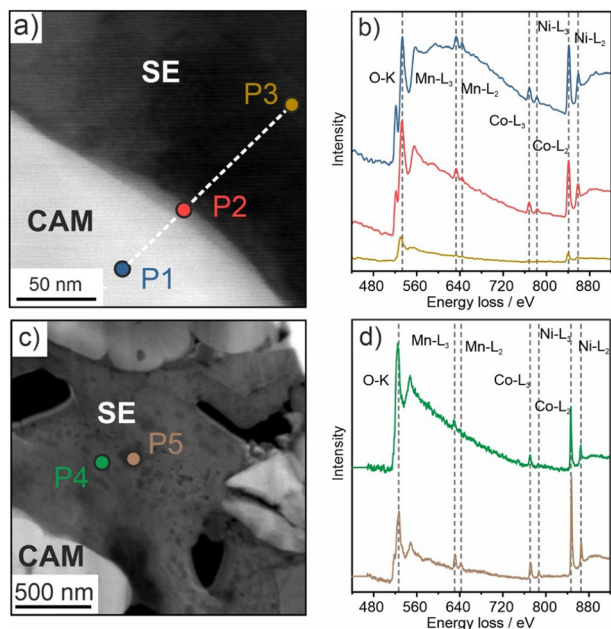 a)
SE
P3
P2
CAM
P1
50 nm
b)
Ni-L₃
Ni-L₂
O-K
Mn-L₃
Mn-L₂
Co-L₃
Co-L₂
Intensity
480 560 640 720 800 880
Energy loss / eV
c)
SE
P4
P5
CAM
500 nm
d)
Ni-L₃
Mn-L₃
Mn-L₂
Ni-L₂
O-K
Co-L₃
Co-L₂
Intensity
480 560 640 720 800 880
Energy loss / eV